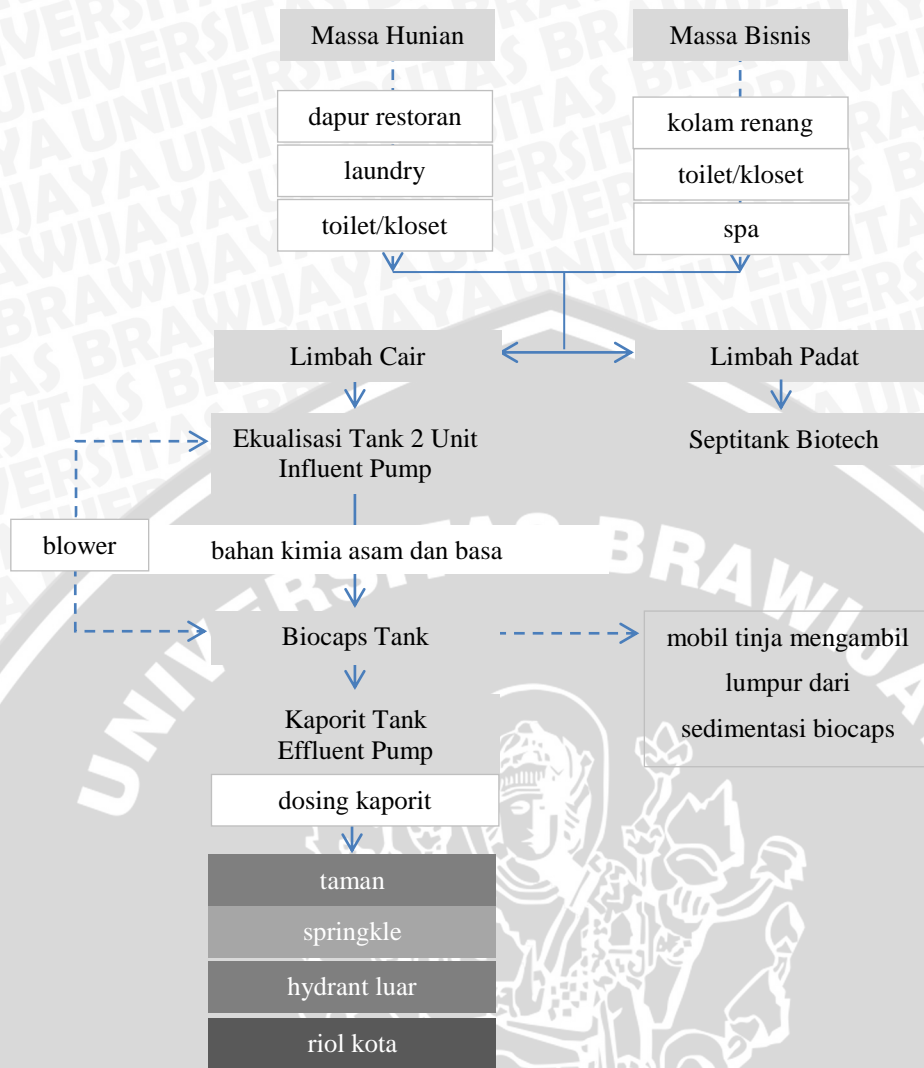 Massa Hunian
Massa Bisnis
dapur restoran
laundry
toilet/kloset
kolam renang
toilet/kloset
spa
Limbah Cair
Limbah Padat
Ekualisasi Tank 2 Unit
Influent Pump
Septitank Biotech
blower
bahan kimia asam dan basa
Biocaps Tank
mobil tinja mengambil
lumpur dari
sedimentasi biocaps
Kaporit Tank
Effluent Pump
dosing kaporit
taman
springkle
hydrant luar
riol kota
UNIVERSITAS BRAWIJAYA